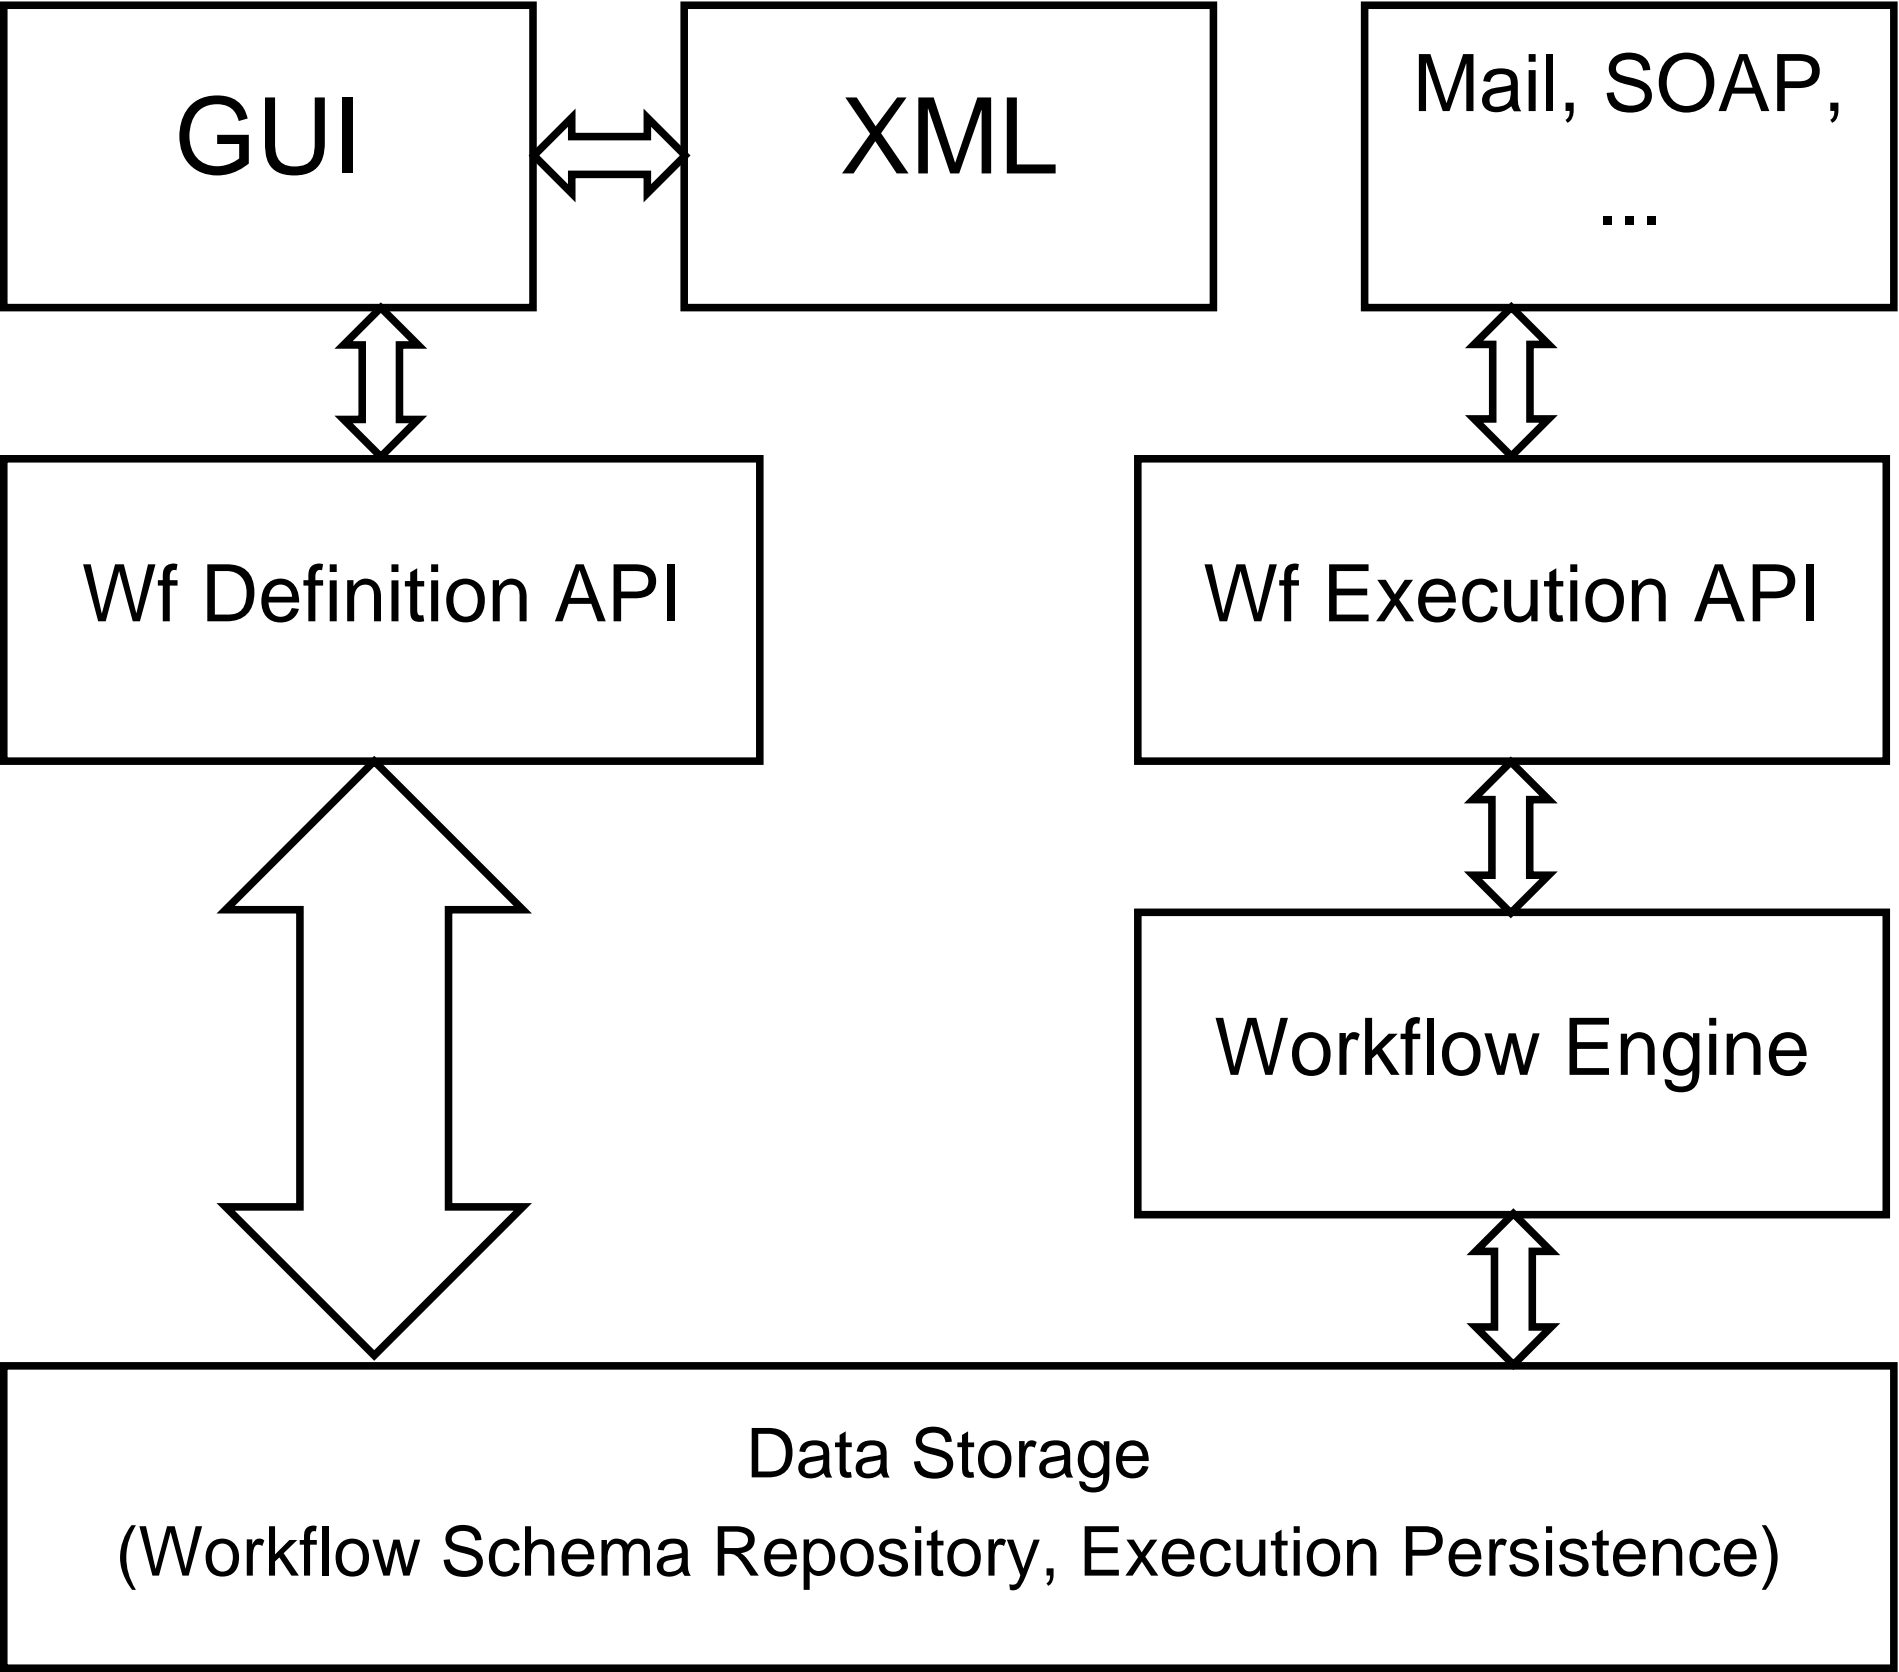 GUI
XML
Mail, SOAP,
...
Wf Definition API
Wf Execution API
Workflow Engine
Data Storage
(Workflow Schema Repository, Execution Persistence)